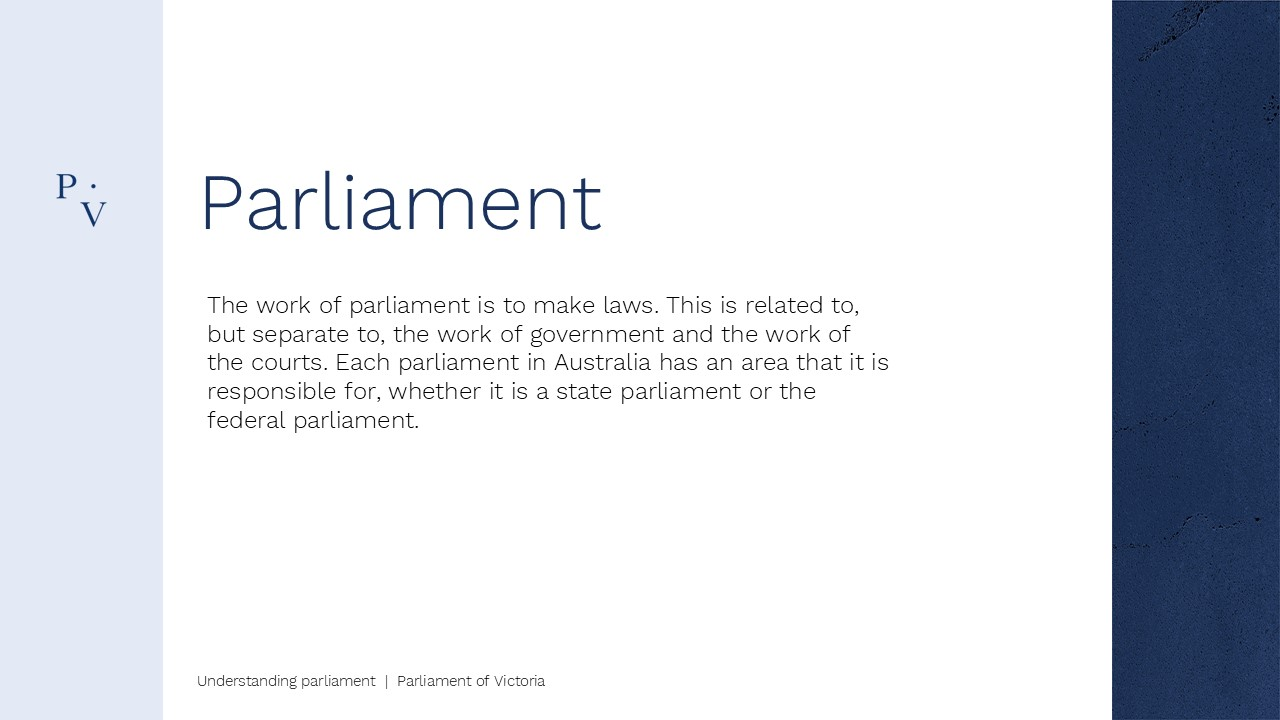 P ·
V
Parliament
The work of parliament is to make laws. This is related to,
but separate to, the work of government and the work of
the courts. Each parliament in Australia has an area that it is
responsible for, whether it is a state parliament or the
federal parliament.
Understanding parliament | Parliament of Victoria